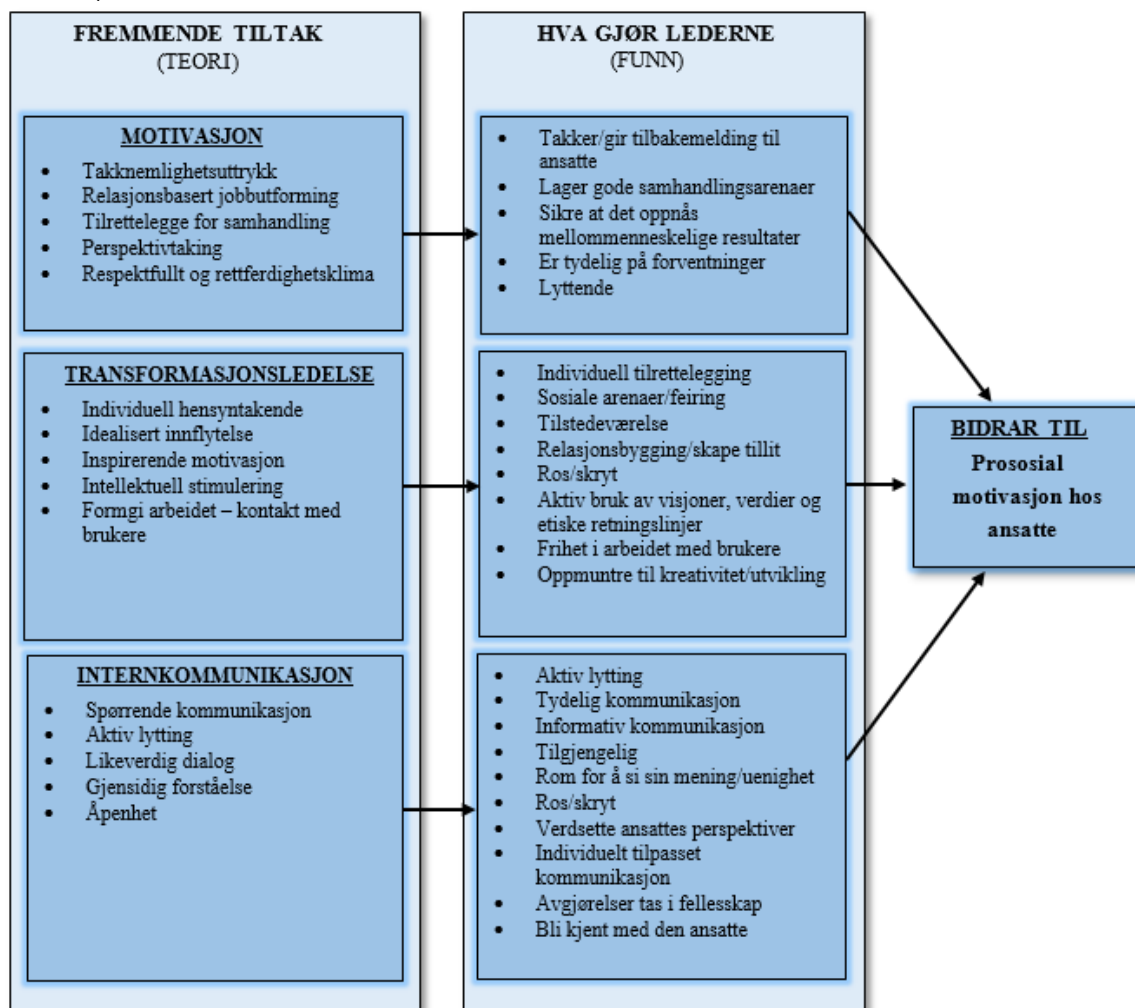 FREMMENDE TILTAK
(TEORI)
MOTIVASJON
• Takknemlighetsuttrykk
• Relasjonsbasert jobbutforming
• Tilrettelegge for samhandling
• Perspektivtaking
• Respektfullt og rettferdighetsklima
TRANSFORMASJONSLEDELSE
• Individuell hensyntakende
• Idealisert innflytelse
• Inspirerende motivasjon
• Intellektuell stimulering
• Formgi arbeidet – kontakt med
brukere
INTERNKOMMUNIKASJON
• Spørrende kommunikasjon
• Aktiv lytting
• Likeverdig dialog
• Gjensidig forståelse
• Åpenhet
HVA GJØR LEDERNE
(FUNN)
• Takker/gir tilbakemelding til
ansatte
• Lager gode samhandlingsarenaer
• Sikre at det oppnås
mellommenneskelige resultater
• Er tydelig på forventninger
• Lyttende
• Individuell tilrettelegging
• Sosiale arenaer/feiring
• Tilstedeværelse
• Relasjonsbygging/skape tillit
• Ros/skryt
• Aktiv bruk av visjoner, verdier og
etiske retningslinjer
• Frihet i arbeidet med brukere
• Oppmuntre til kreativitet/utvikling
• Aktiv lytting
• Tydelig kommunikasjon
• Informativ kommunikasjon
• Tilgjengelig
• Rom for å si sin mening/uenighet
• Ros/skryt
• Verdsette ansattes perspektiver
• Individuelt tilpasset
kommunikasjon
• Avgjørelser tas i fellesskap
• Bli kjent med den ansatte
BIDRAR TIL
Prososial
motivasjon hos
ansatte